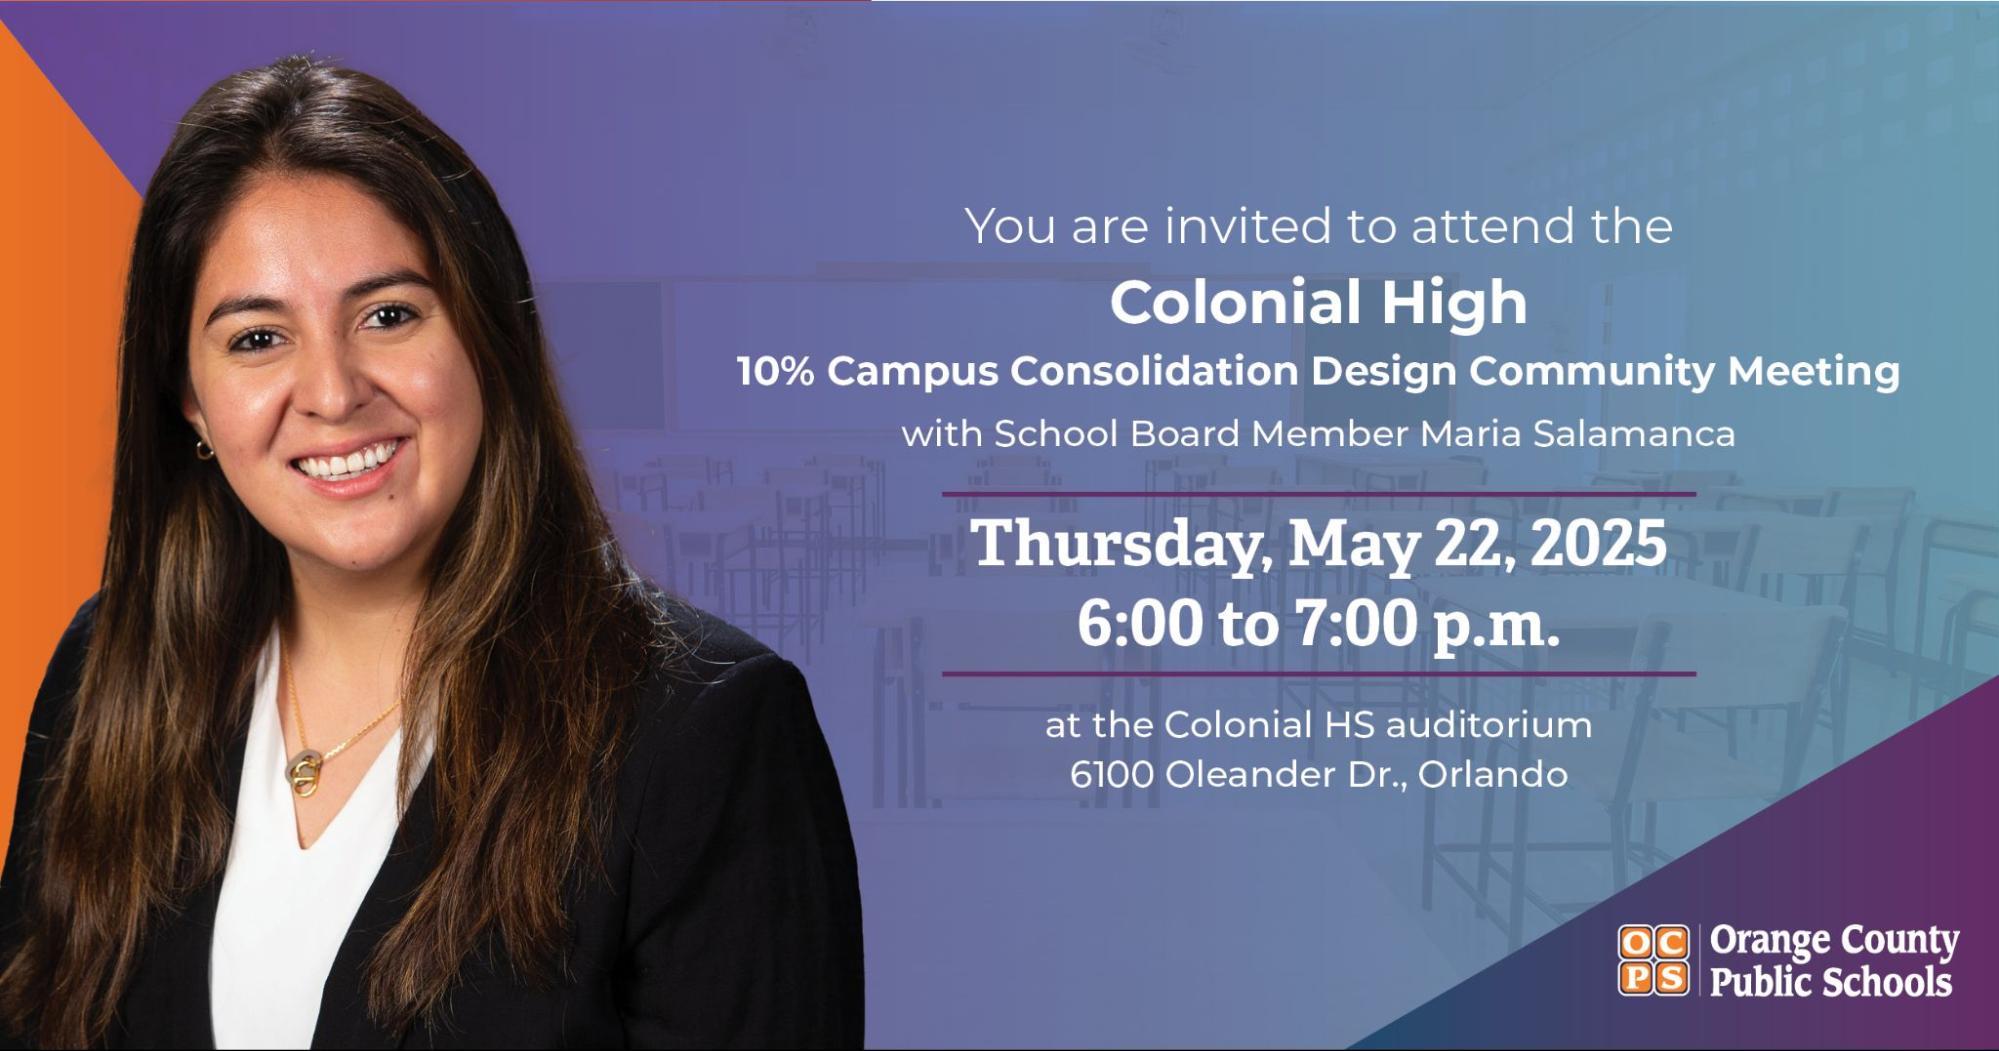 You are invited to attend the
Colonial High
10% Campus Consolidation Design Community Meeting
with School Board Member Maria Salamanca
Thursday, May 22, 2025
6:00 to 7:00 p.m.
at the Colonial HS auditorium
6100 Oleander Dr., Orlando
OC
PS
Orange County
Public Schools